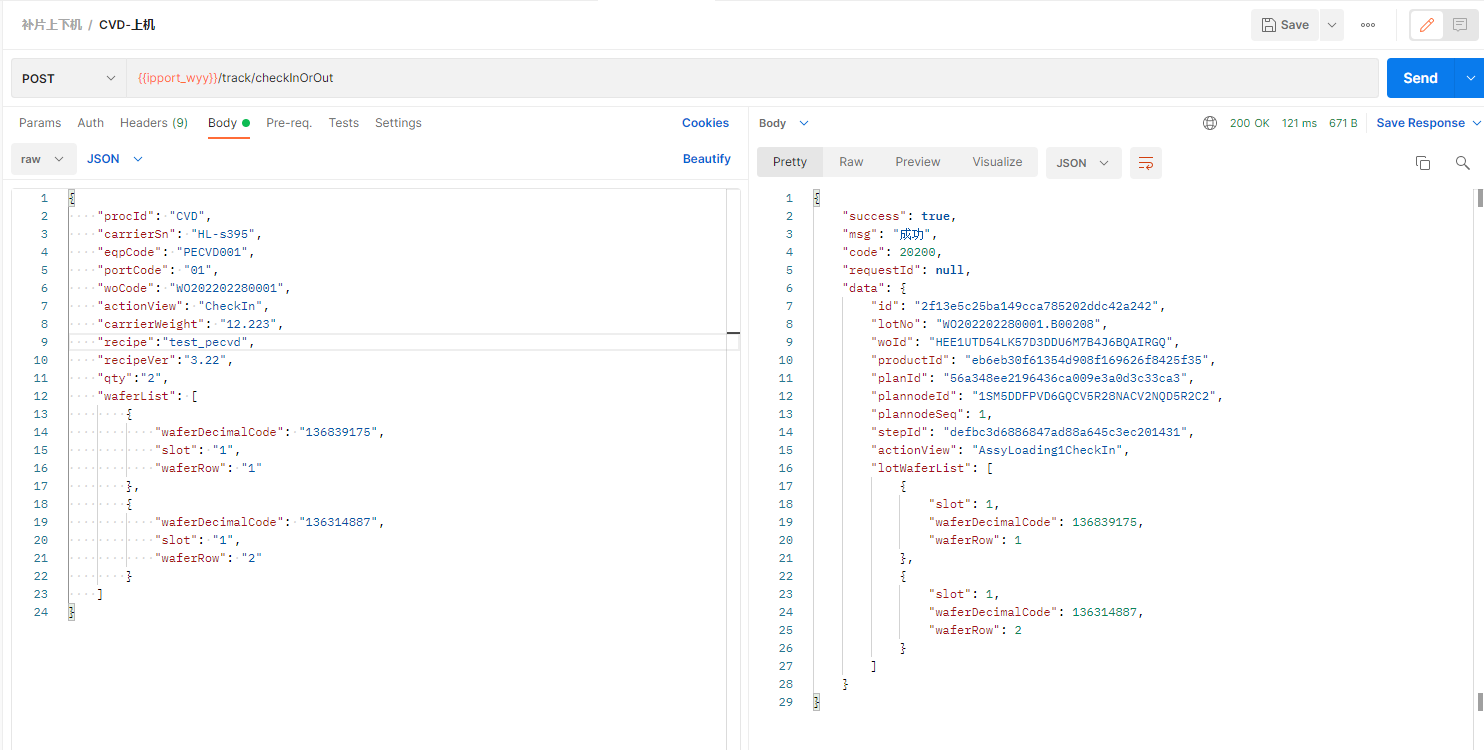 补片上下机 / CVD-上机
Save
POST
{{ipport_wyy}}/track/checkInOrOut
Send
Params Auth Headers (9) Body Pre-req. Tests Settings Cookies
raw JSON Beautify
1 {
2 "procId": "CVD",
3 "carrierSn": "HL-s395",
4 "eqpCode": "PECVD001",
5 "portCode": "01",
6 "woCode": "WO202202280001",
7 "actionView": "CheckIn",
8 "carrierWeight": "12.223",
9 "recipe":"test_pecvd",
10 "recipeVer":"3.22",
11 "qty":"2",
12 "waferList": [
13 {
14 "waferDecimalCode": "136839175",
15 "slot": "1",
16 "waferRow": "1"
17 },
18 {
19 "waferDecimalCode": "136314887",
20 "slot": "1",
21 "waferRow": "2"
22 }
23 ]
24 }
Body 200 OK 121 ms 671 B Save Response
Pretty Raw Preview Visualize JSON
1 {
2 "success": true,
3 "msg": "成功",
4 "code": 20200,
5 "requestId": null,
6 "data": {
7 "id": "2f13e5c25ba149cca785202ddc42a242",
8 "lotNo": "WO202202280001.B00208",
9 "woId": "HEE1UTD54LK57D3DDU6M7B4J6BQAIRGQ",
10 "productId": "eb6eb30f61354d908f169626f8425f35",
11 "planId": "56a348ee2196436ca009e3a0d3c33ca3",
12 "plannodeId": "1SM5DDFPVD6GQCV5R28NACV2NQD5R2C2",
13 "plannodeSeq": 1,
14 "stepId": "defbc3d6886847ad88a645c3ec201431",
15 "actionView": "AssyLoading1CheckIn",
16 "lotWaferList": [
17 {
18 "slot": 1,
19 "waferDecimalCode": 136839175,
20 "waferRow": 1
21 },
22 {
23 "slot": 1,
24 "waferDecimalCode": 136314887,
25 "waferRow": 2
26 }
27 ]
28 }
29 }